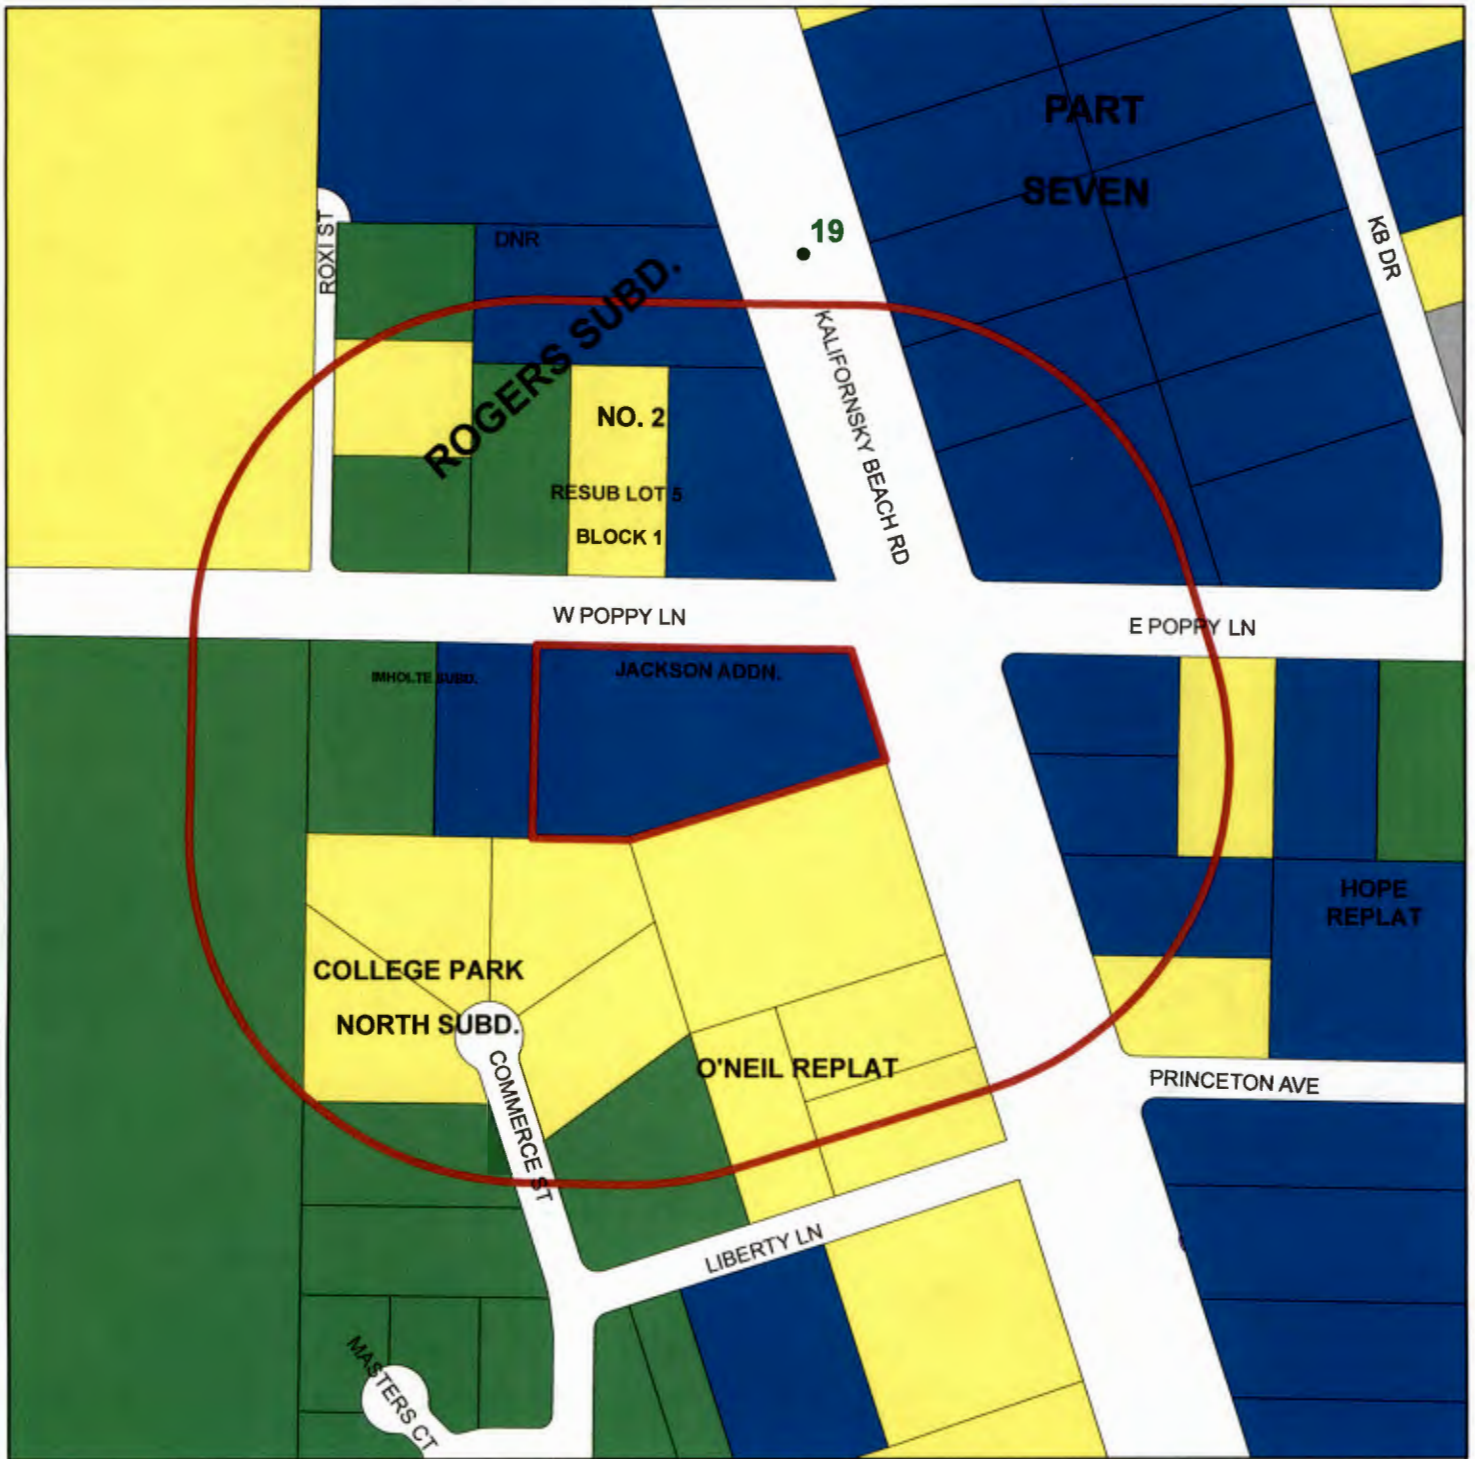 PART
SEVEN
19
ROXI ST
DNR
KB DR
ROGERS SUBD.
KALIFORNSKY BEACH RD
NO. 2
RESUB LOT 5
BLOCK 1
W POPPY LN
E POPPY LN
IMHOLTE SUBD.
JACKSON ADDN.
HOPE
REPLAT
COLLEGE PARK
NORTH SUBD.
O'NEIL REPLAT
COMMERCE ST
PRINCETON AVE
LIBERTY LN
MASTERS CT